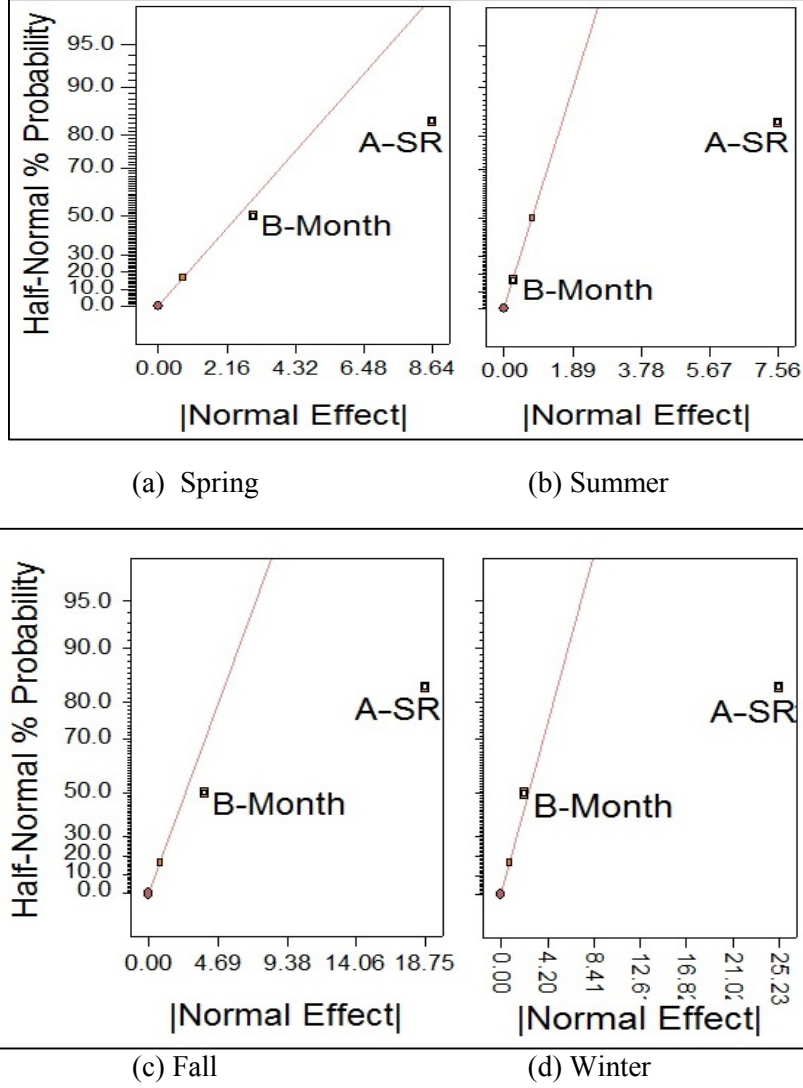 Half-Normal % Probability
95.0
90.0
80.0
70.0
50.0
30.0
20.0
10.0
0.0
A-SR
B-Month
0.00 2.16 4.32 6.48 8.64
|Normal Effect|
A-SR
B-Month
0.00 1.89 3.78 5.67 7.56
|Normal Effect|
(a) Spring
(b) Summer
Half-Normal % Probability
95.0
90.0
80.0
70.0
50.0
30.0
20.0
10.0
0.0
A-SR
B-Month
0.00 4.69 9.38 14.06 18.75
|Normal Effect|
A-SR
B-Month
0.00 4.20 8.41 25.23
|Normal Effect|
(c) Fall
(d) Winter